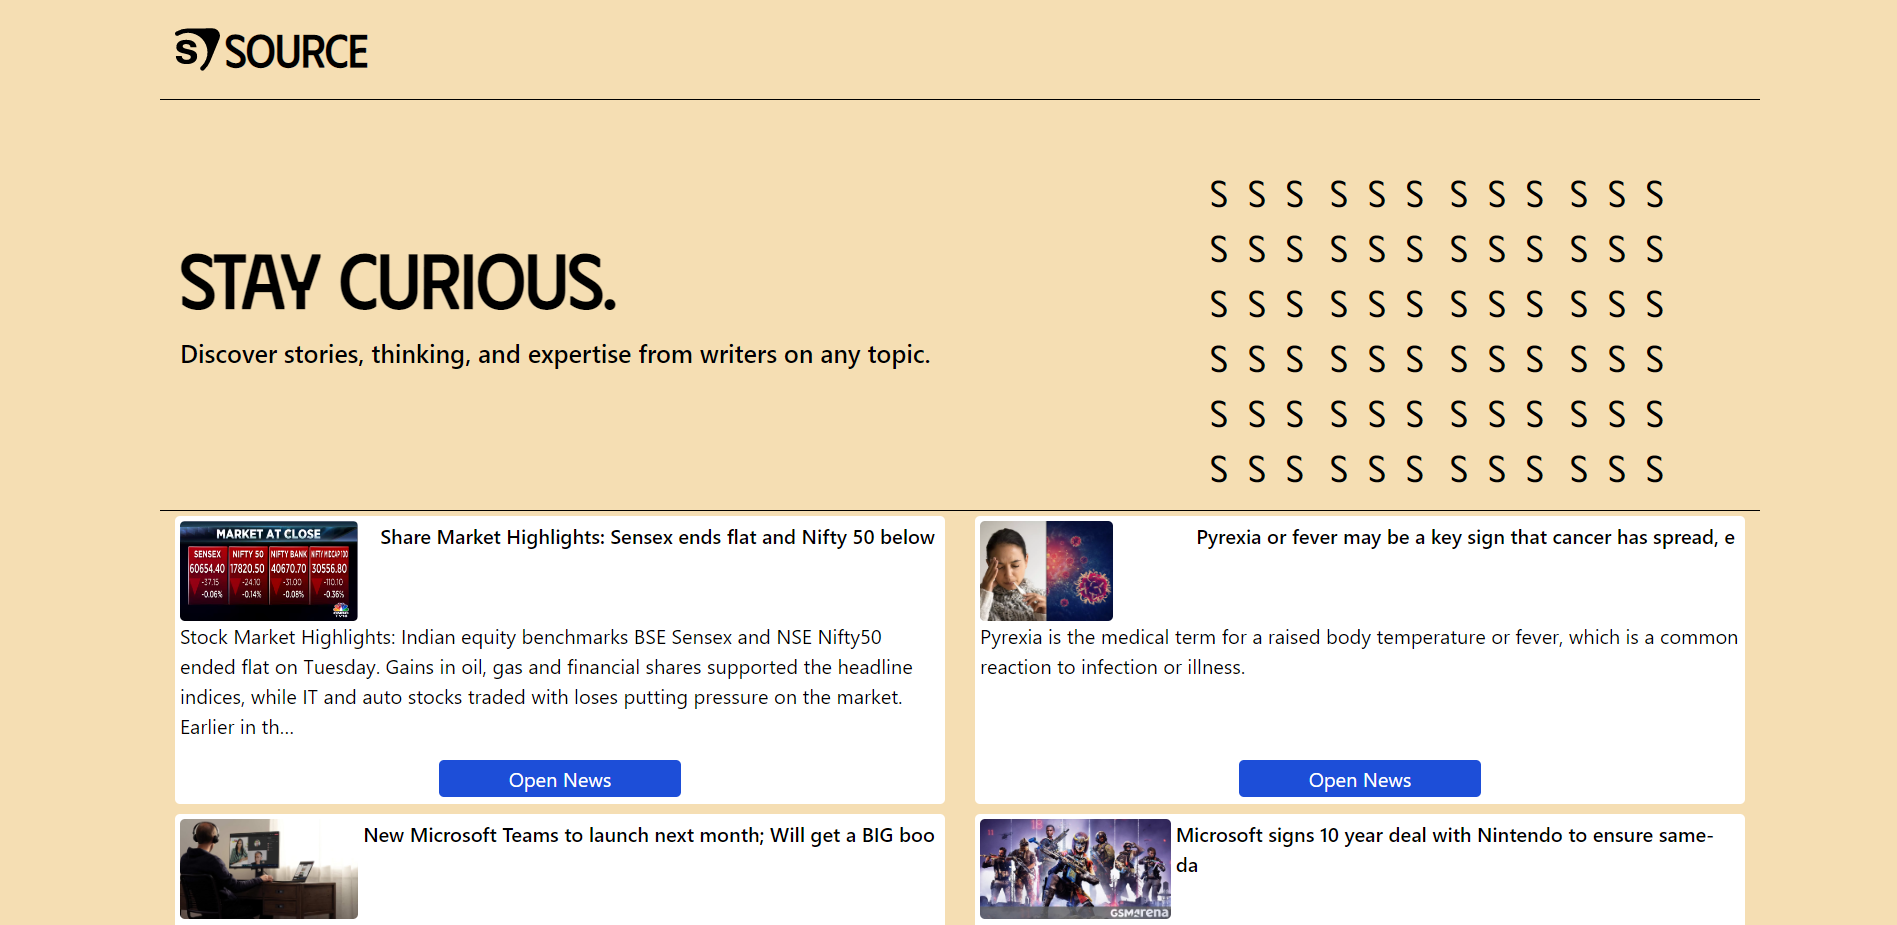 S SOURCE
S S S S S S S S S S S S
S S S S S S S S S S S S
STAY CURIOUS.
S S S S S S S S S S S S
Discover stories, thinking, and expertise from writers on any topic.
S S S S S S S S S S S S
S S S S S S S S S S S S
S S S S S S S S S S S S
MARKET AT CLOSE
SENSEX NIFTY 50 NIFTY BANK NIFTY MIDCAP 100
60654.40 17820.50 40670.70 30556.80
-37.15 -24.10 -31.00 -110.10
-0.06% -0.14% -0.08% -0.36%
Share Market Highlights: Sensex ends flat and Nifty 50 below
Stock Market Highlights: Indian equity benchmarks BSE Sensex and NSE Nifty50
ended flat on Tuesday. Gains in oil, gas and financial shares supported the headline
indices, while IT and auto stocks traded with loses putting pressure on the market.
Earlier in th...
Open News
Pyrexia or fever may be a key sign that cancer has spread, e
Pyrexia is the medical term for a raised body temperature or fever, which is a common
reaction to infection or illness.
Open News
New Microsoft Teams to launch next month; Will get a BIG boo
GSMarena
Microsoft signs 10 year deal with Nintendo to ensure same-
da